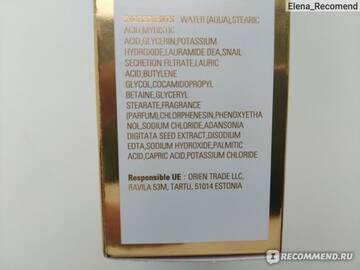 Elena_Recomend
INGREDIENTS WATER (AQUA),STEARIC
ACID,MYRISTIC
ACID,GLYCERIN,POTASSIUM
HYDROXIDE,LAURAMIDE DEA,SNAIL
SECRETION FILTRATE,LAURIC
ACID,BUTYLENE
GLYCOL,COCAMIDOPROPYL
BETAINE,GLYCERYL
STEARATE,FRAGRANCE
(PARFUM),CHLORPHENESIN,PHENOXYETHA
NOL,SODIUM CHLORIDE,ADANSONIA
DIGITATA SEED EXTRACT,DISODIUM
EDTA,SODIUM HYDROXIDE,PALMITIC
ACID,CAPRIC ACID,POTASSIUM CHLORIDE
Responsible UE : ORIEN TRADE LLC,
RAVILA 53M, TARTU, 51014 ESTONIA
RECOMMEND.RU